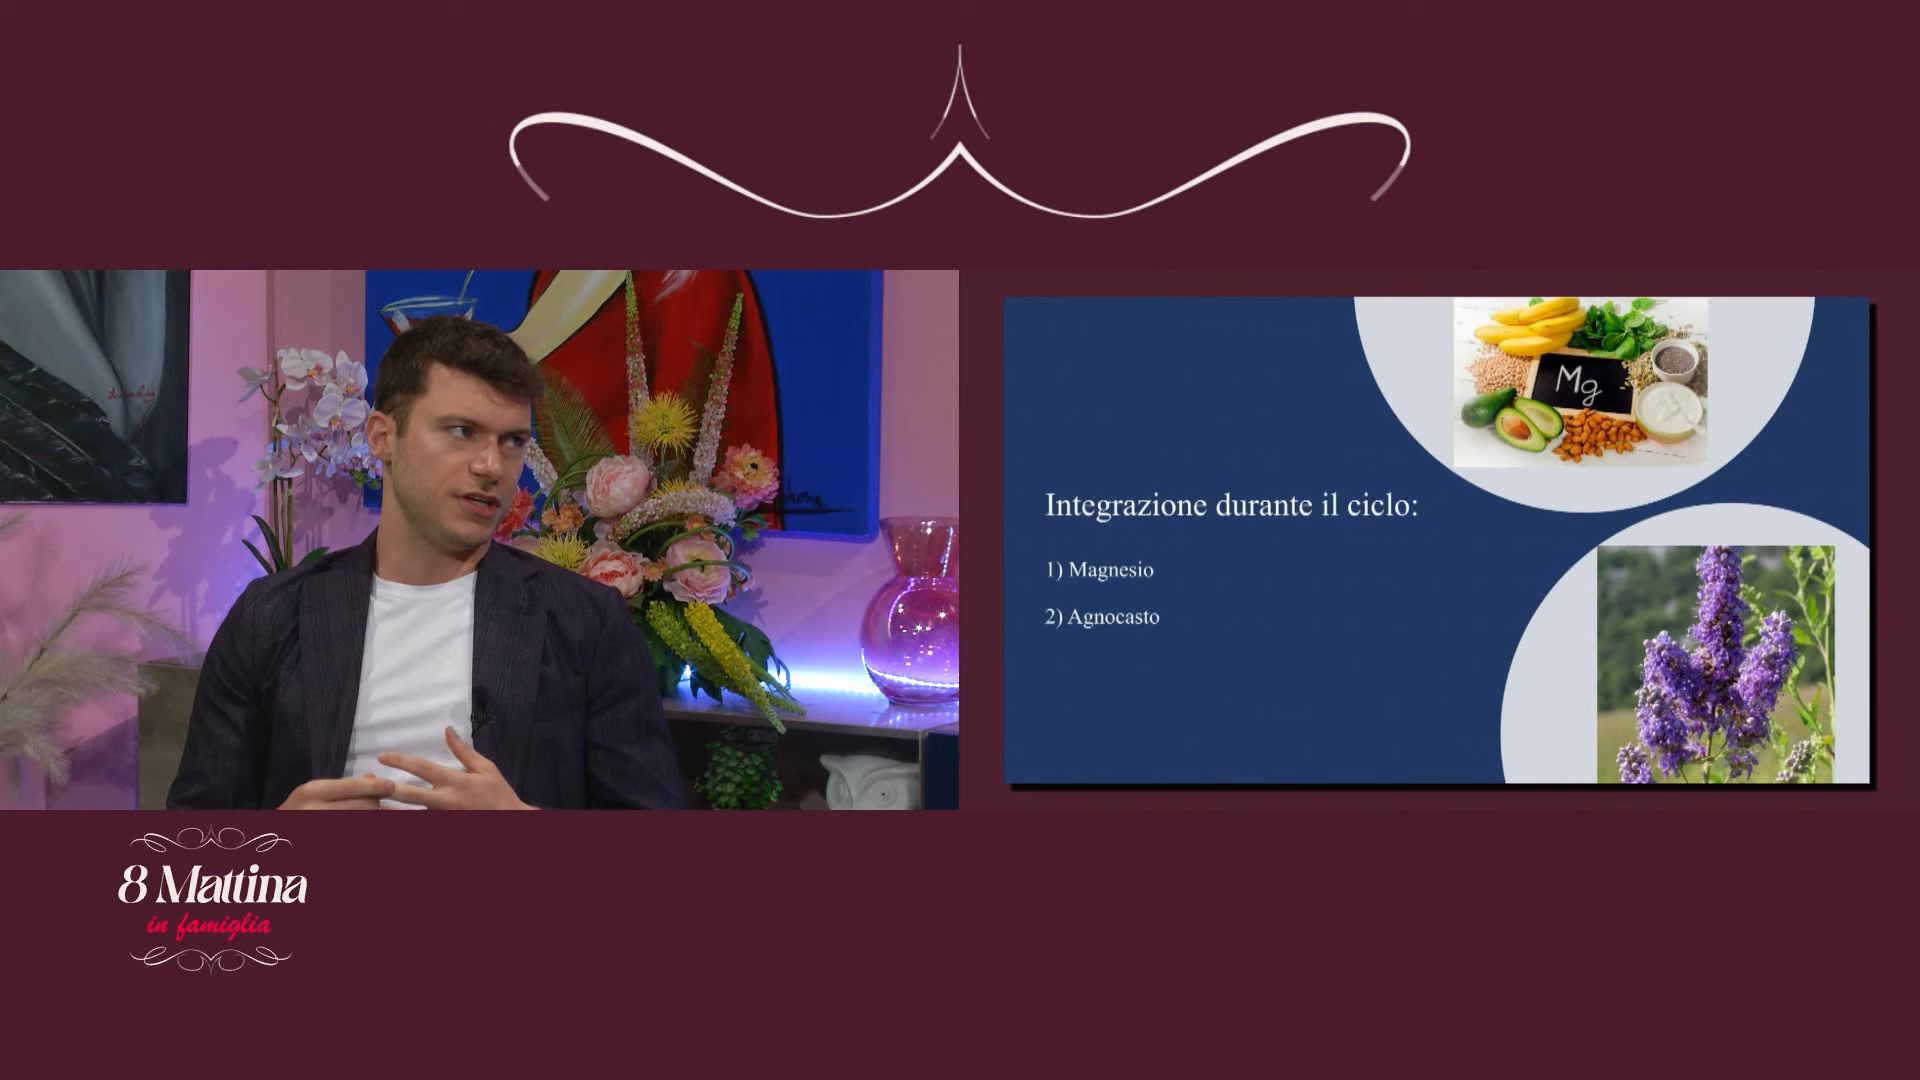 Mg
Integrazione durante il ciclo:
1) Magnesio
2) Agnocasto
8 Mattina
in famiglia